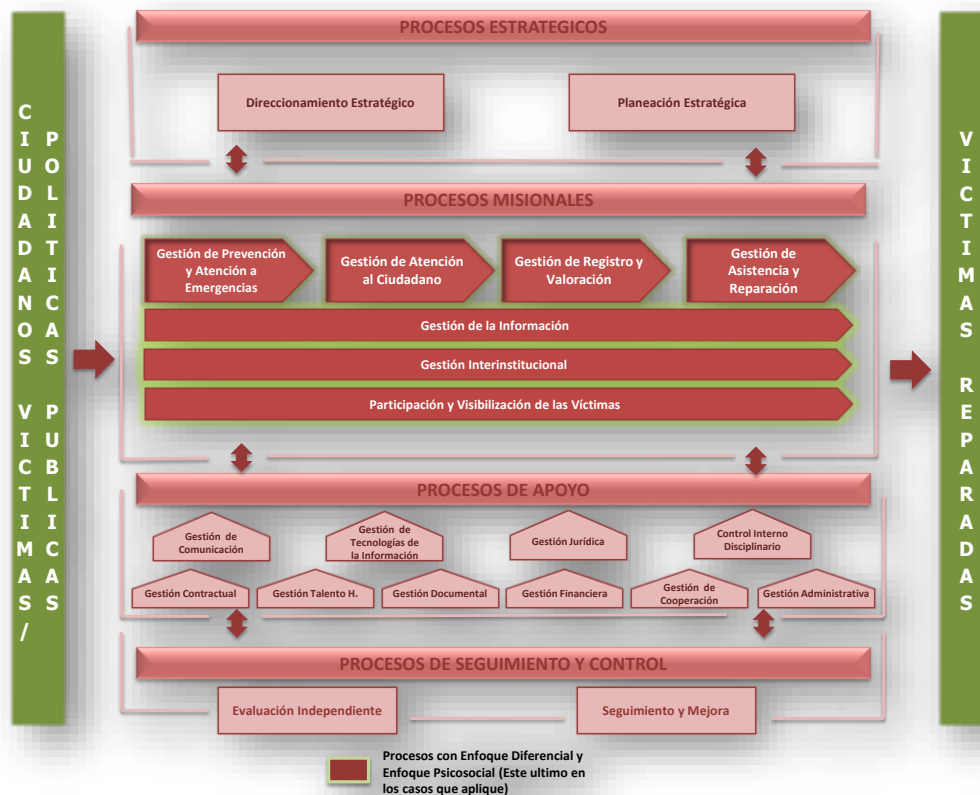 CIUDADANOS VICTIMAS/
POLITICAS PUBLICAS
PROCESOS ESTRATEGICOS
Direccionamiento Estratégico
Planeación Estratégica
PROCESOS MISIONALES
Gestión de Prevención
y Atención a
Emergencias
Gestión de Atención
al Ciudadano
Gestión de Registro y
Valoración
Gestión de
Asistencia y
Reparación
Gestión de la Información
Gestión Interinstitucional
Participación y Visibilización de las Víctimas
PROCESOS DE APOYO
Gestión de
Comunicación
Gestión de
Tecnologías de
la Información
Gestión Jurídica
Control Interno
Disciplinario
Gestión Contractual
Gestión Talento H.
Gestión Documental
Gestión Financiera
Gestión de
Cooperación
Gestión Administrativa
PROCESOS DE SEGUIMIENTO Y CONTROL
Evaluación Independiente
Seguimiento y Mejora
Procesos con Enfoque Diferencial y
Enfoque Psicosocial (Este ultimo en
los casos que aplique)
VICTIMAS REPARADAS